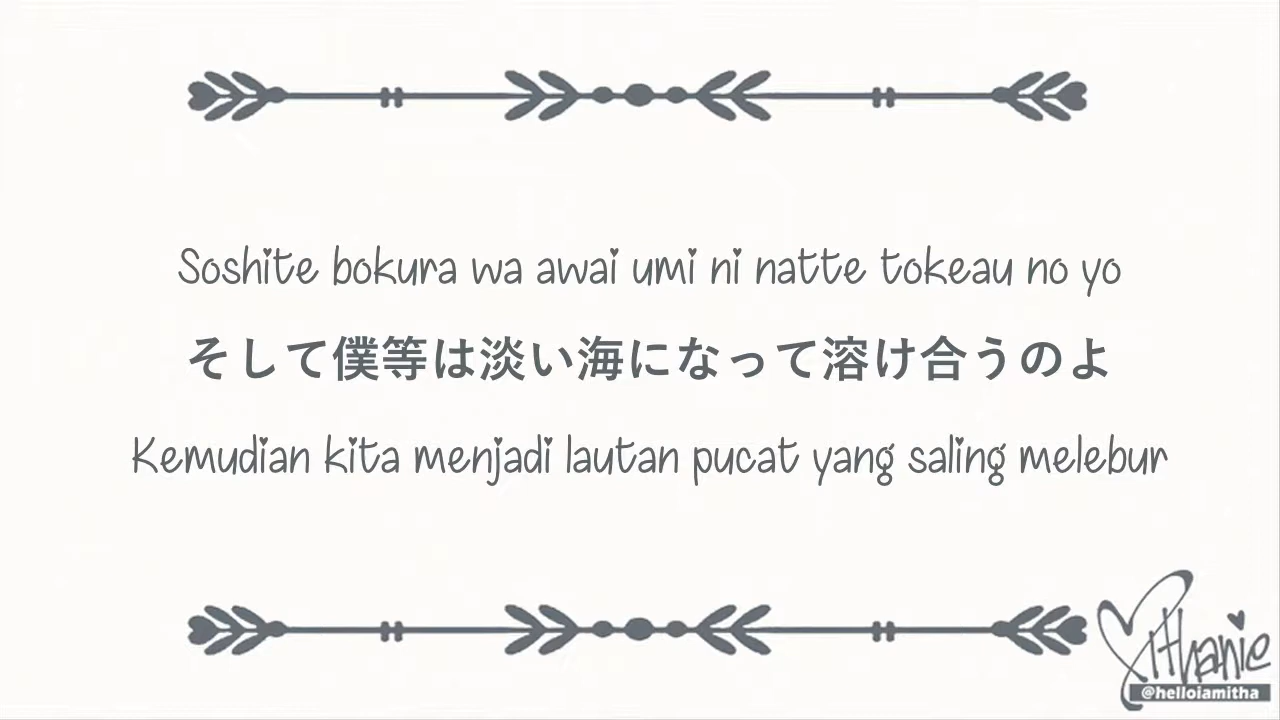 Soshite bokura wa awai umi ni natte tokeau no yo
そして僕等は淡い海になって溶け合うのよ
Kemudian kita menjadi lautan pucat yang saling melebur
Mithanie
@helloiamitha